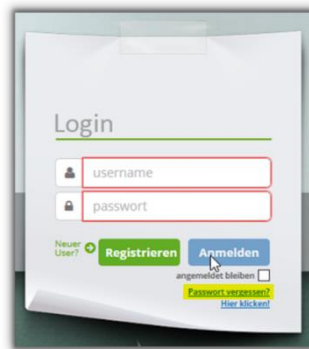 Login
username
passwort
Neuer
User?
Registrieren
Anmelden
angemeldet bleiben
Passwort vergessen?
Hier klicken!